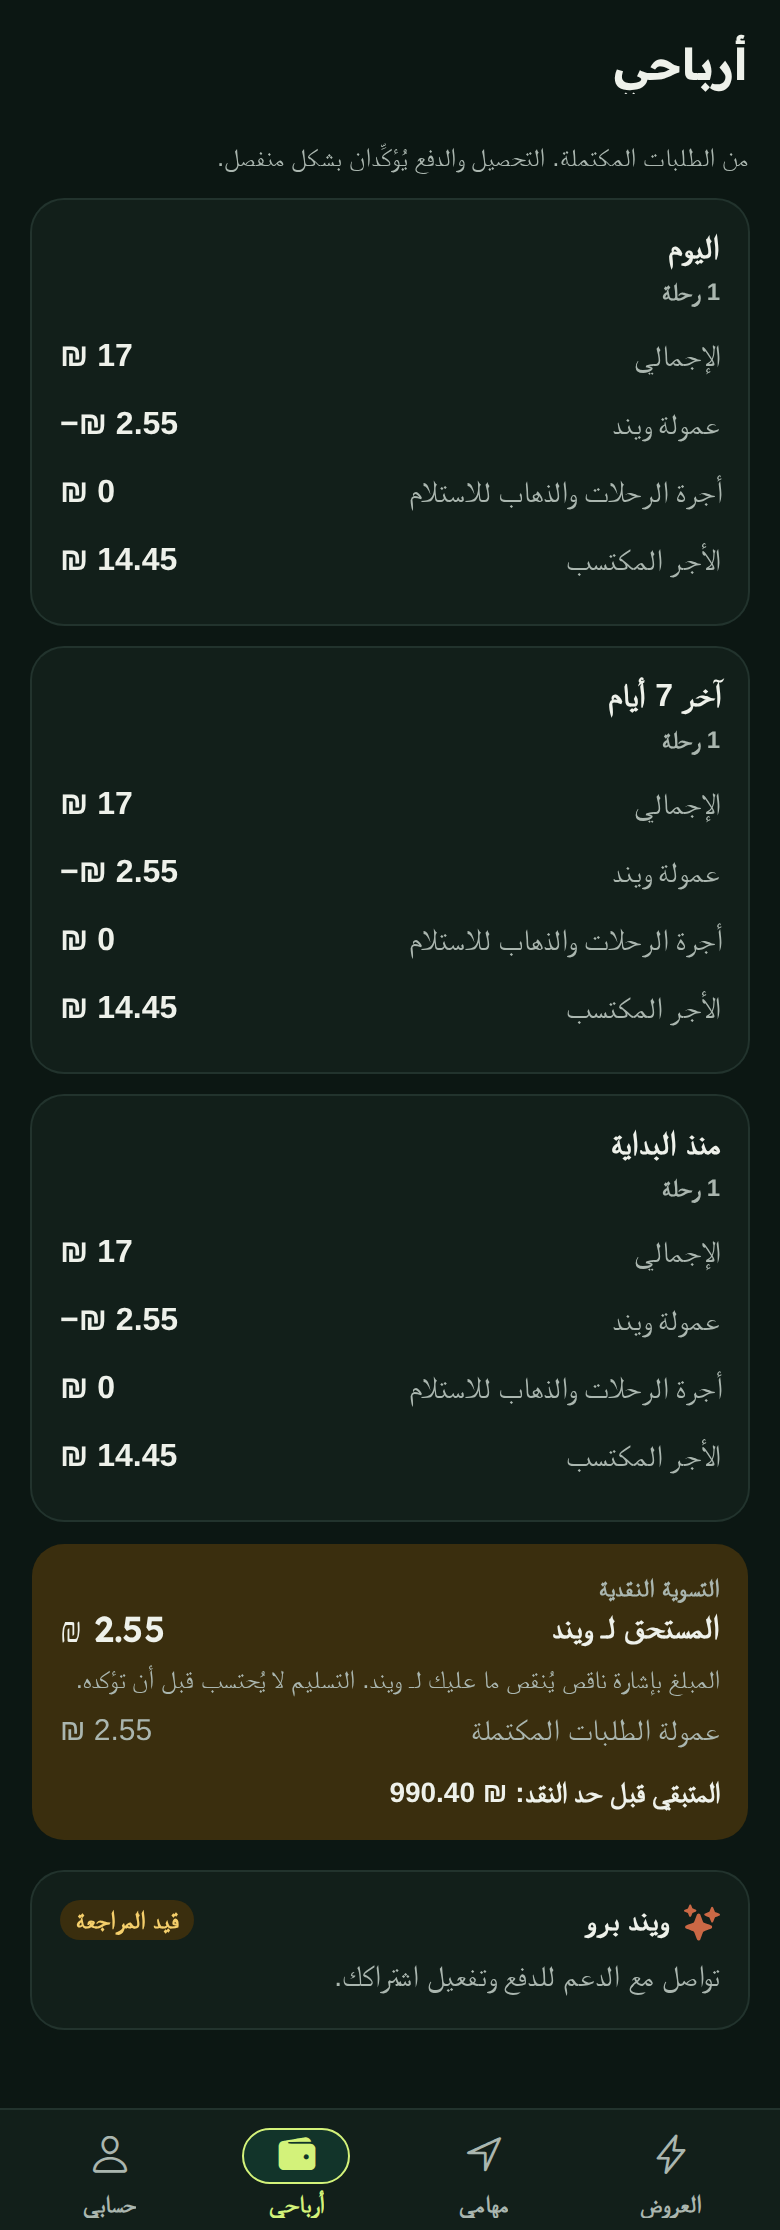 أرباحي
من الطلبات المكتملة. التحصيل والدفع يُؤكَّدان بشكل منفصل.
اليوم
1 رحلة
الإجمالي 17 ₪
عمولة ويند 2.55 ₪−
أجرة الرحلات والذهاب للاستلام 0 ₪
الأجر المكتسب 14.45 ₪
آخر 7 أيام
1 رحلة
الإجمالي 17 ₪
عمولة ويند 2.55 ₪−
أجرة الرحلات والذهاب للاستلام 0 ₪
الأجر المكتسب 14.45 ₪
منذ البداية
1 رحلة
الإجمالي 17 ₪
عمولة ويند 2.55 ₪−
أجرة الرحلات والذهاب للاستلام 0 ₪
الأجر المكتسب 14.45 ₪
التسوية النقدية
المستحق لـ ويند 2.55 ₪
المبلغ بإشارة ناقص يُنقص ما عليك لـ ويند. التسليم لا يُحتسب قبل أن تؤكده.
عمولة الطلبات المكتملة 2.55 ₪
المتبقي قبل حد النقد: ₪ 990.40
ويند برو قيد المراجعة
تواصل مع الدعم للدفع وتفعيل اشتراكك.
العروض مهامي أرباحي حسابي